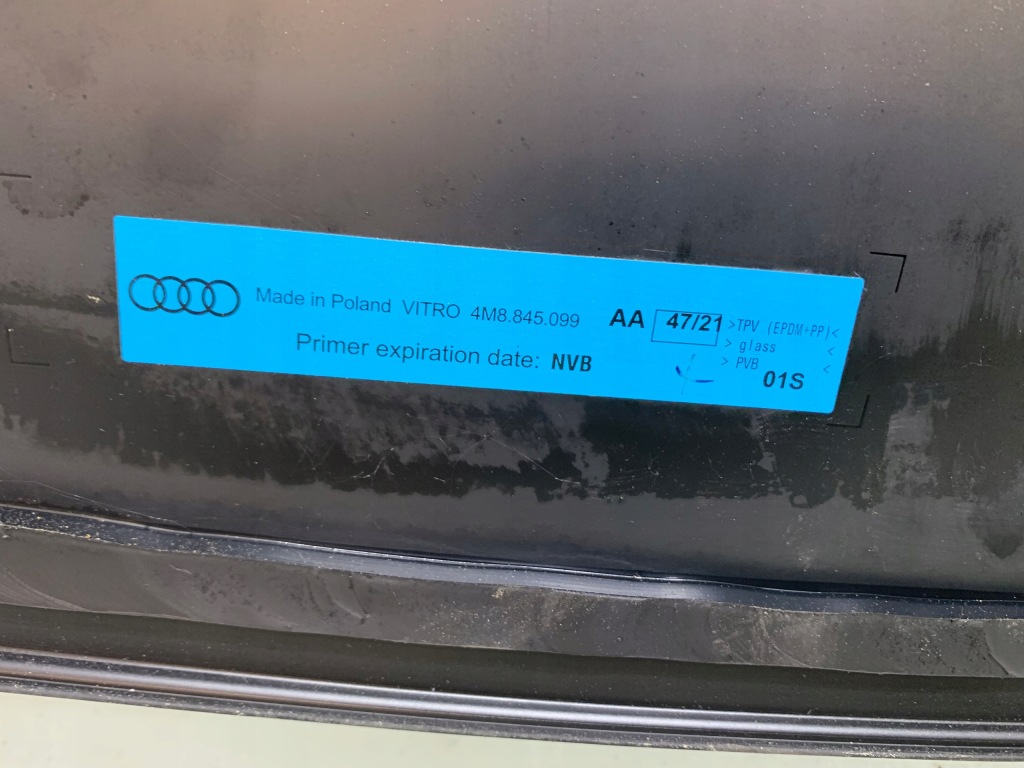 Made in Poland VITRO 4M8.845.099 AA 47/21 >TPV (EPDM+PP)<
> glass <
Primer expiration date: NVB > PVB <
01S